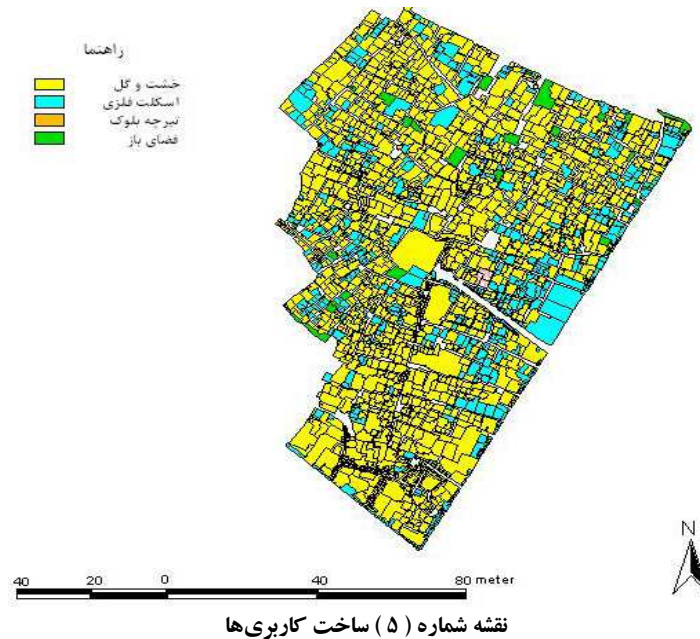 راهنما
خشت و گل
اسکلت فلزی
تیرچه بلوک
فضای باز
N
40 20 0 40 80 meter
نقشه شماره ( ۵ ) ساخت کاربری‌ها